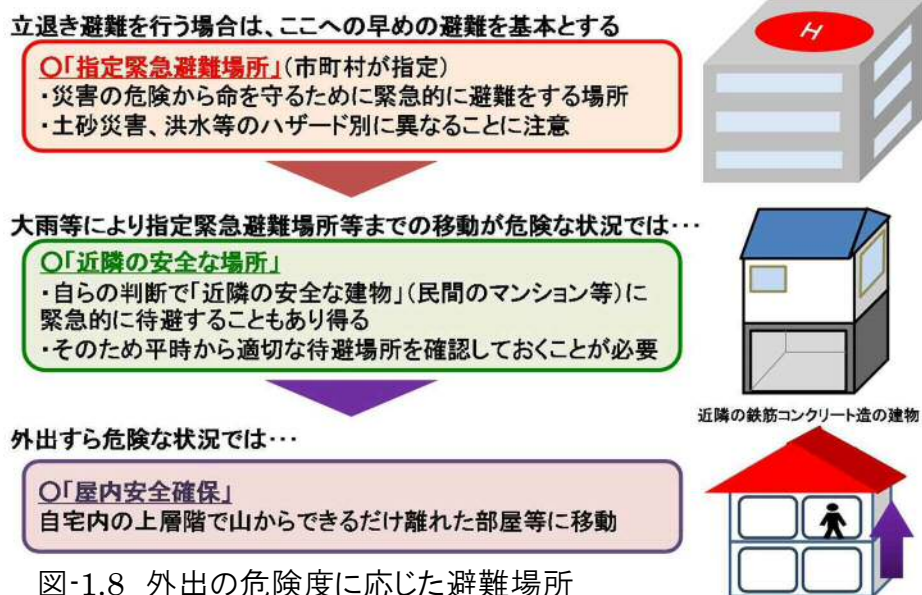 立退き避難を行う場合は、ここへの早めの避難を基本とする
〇「指定緊急避難場所」(市町村が指定)
・災害の危険から命を守るために緊急的に避難をする場所
・土砂災害、洪水等のハザード別に異なることに注意
H
大雨等により指定緊急避難場所等までの移動が危険な状況では・・・
〇「近隣の安全な場所」
・自らの判断で「近隣の安全な建物」(民間のマンション等)に
緊急的に待避することもあり得る
・そのため平時から適切な待避場所を確認しておくことが必要
近隣の鉄筋コンクリート造の建物
外出すら危険な状況では・・・
〇「屋内安全確保」
自宅内の上層階で山からできるだけ離れた部屋等に移動
図-1.8 外出の危険度に応じた避難場所